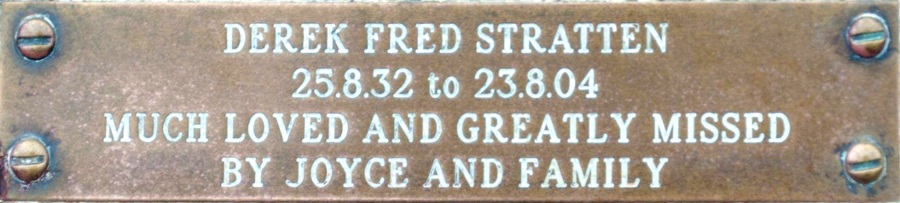 DEREK FRED STRATTEN
25.8.32 to 23.8.04
MUCH LOVED AND GREATLY MISSED
BY JOYCE AND FAMILY